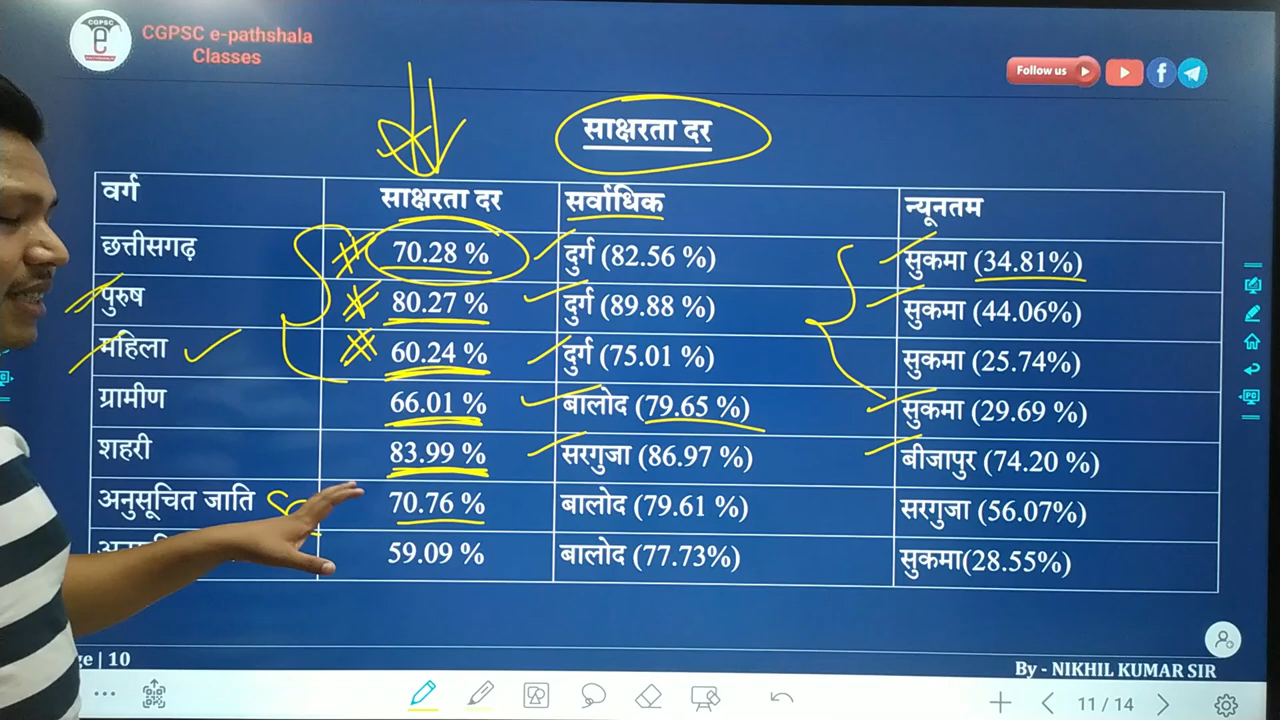 CGPSC
CGPSC e-pathshala
Classes
Follow us
साक्षरता दर
वर्ग साक्षरता दर सर्वाधिक न्यूनतम
छत्तीसगढ़ 70.28 % दुर्ग (82.56 %) सुकमा (34.81%)
पुरुष 80.27 % दुर्ग (89.88 %) सुकमा (44.06%)
महिला 60.24 % दुर्ग (75.01 %) सुकमा (25.74%)
ग्रामीण 66.01 % बालोद (79.65 %) सुकमा (29.69 %)
शहरी 83.99 % सरगुजा (86.97 %) बीजापुर (74.20 %)
अनुसूचित जाति 70.76 % बालोद (79.61 %) सरगुजा (56.07%)
59.09 % बालोद (77.73%) सुकमा(28.55%)
| 10
By - NIKHIL KUMAR SIR
11 / 14